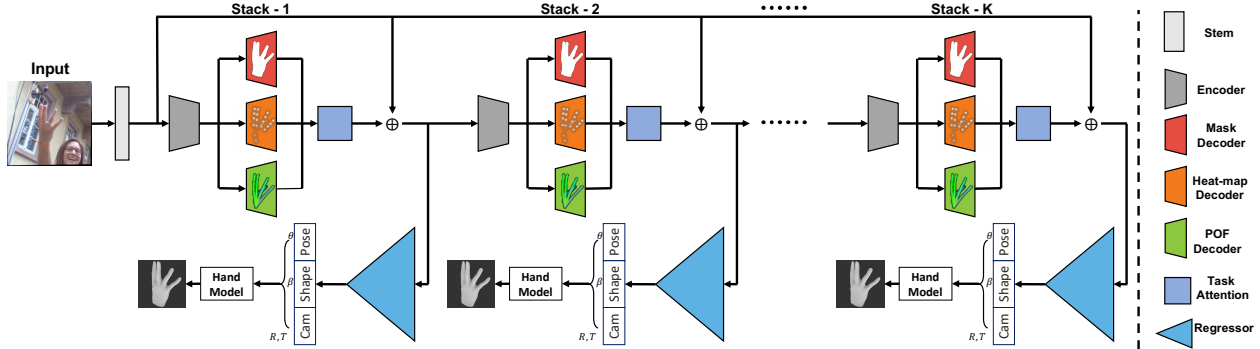 Stack - 1
Stack - 2
......
Stack - K
Input
......
θ
Pose
β
Shape
R,T
Cam
Hand
Model
θ
Pose
β
Shape
R,T
Cam
Hand
Model
θ
Pose
β
Shape
R,T
Cam
Hand
Model
Stem
Encoder
Mask
Decoder
Heat-map
Decoder
POF
Decoder
Task
Attention
Regressor